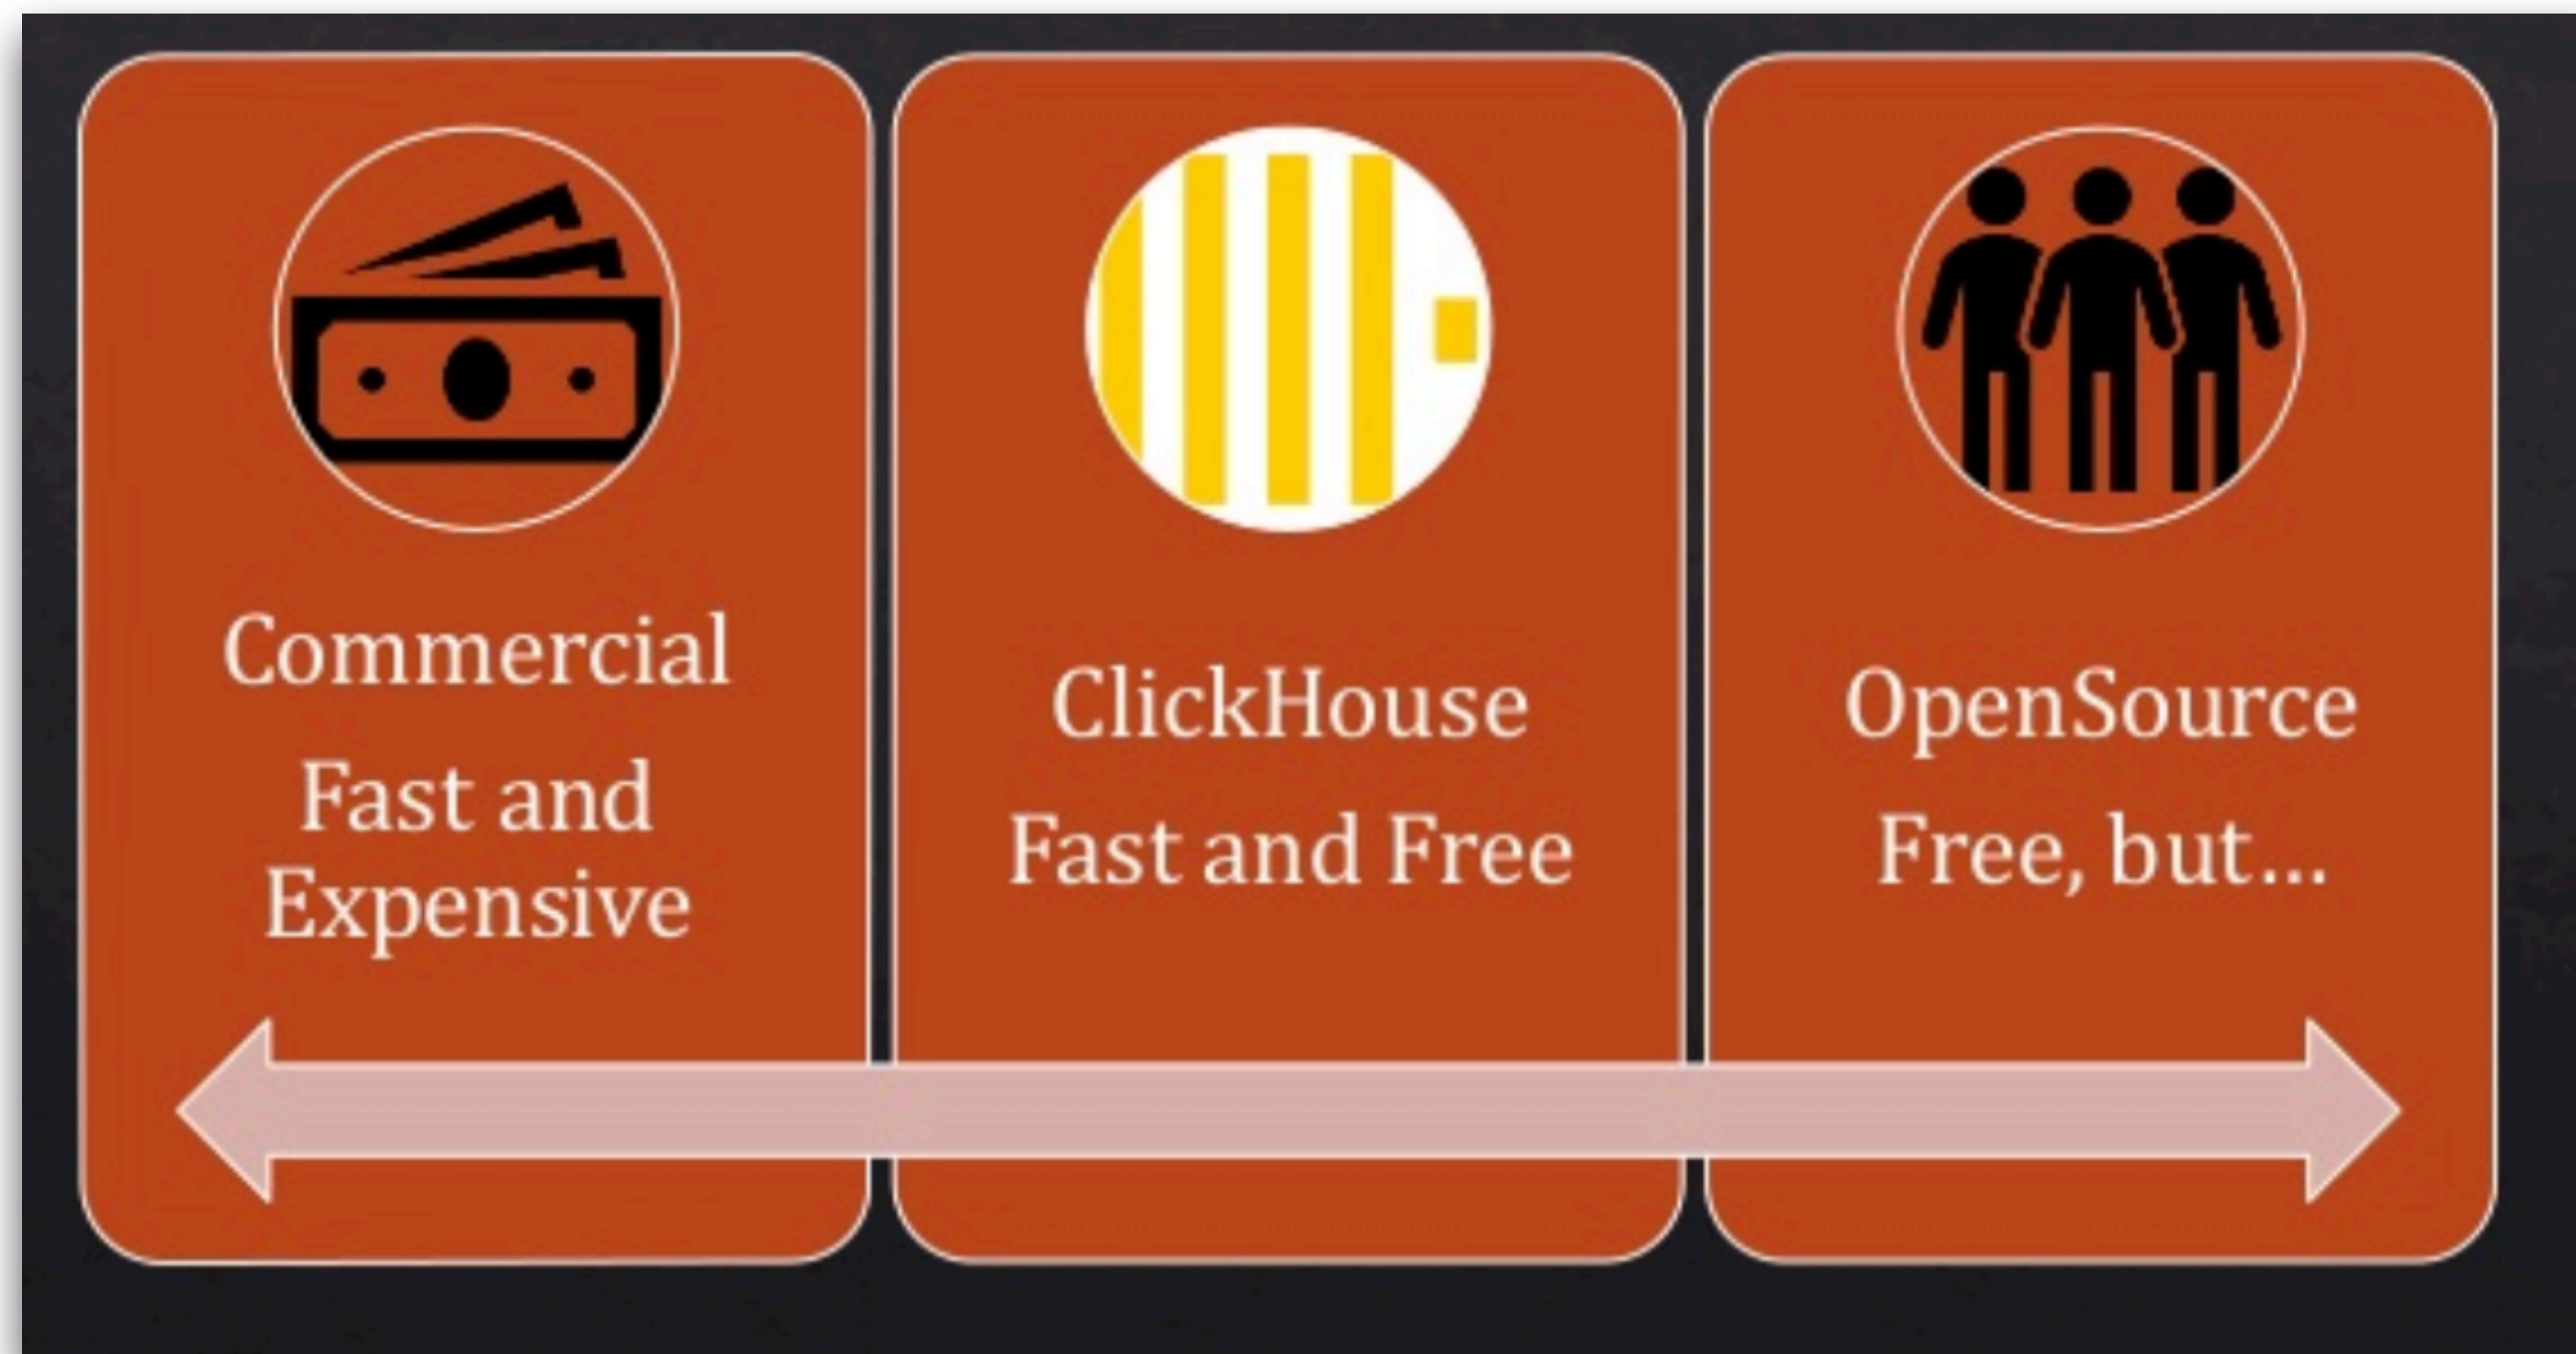 Commercial
Fast and
Expensive
ClickHouse
Fast and Free
OpenSource
Free, but...